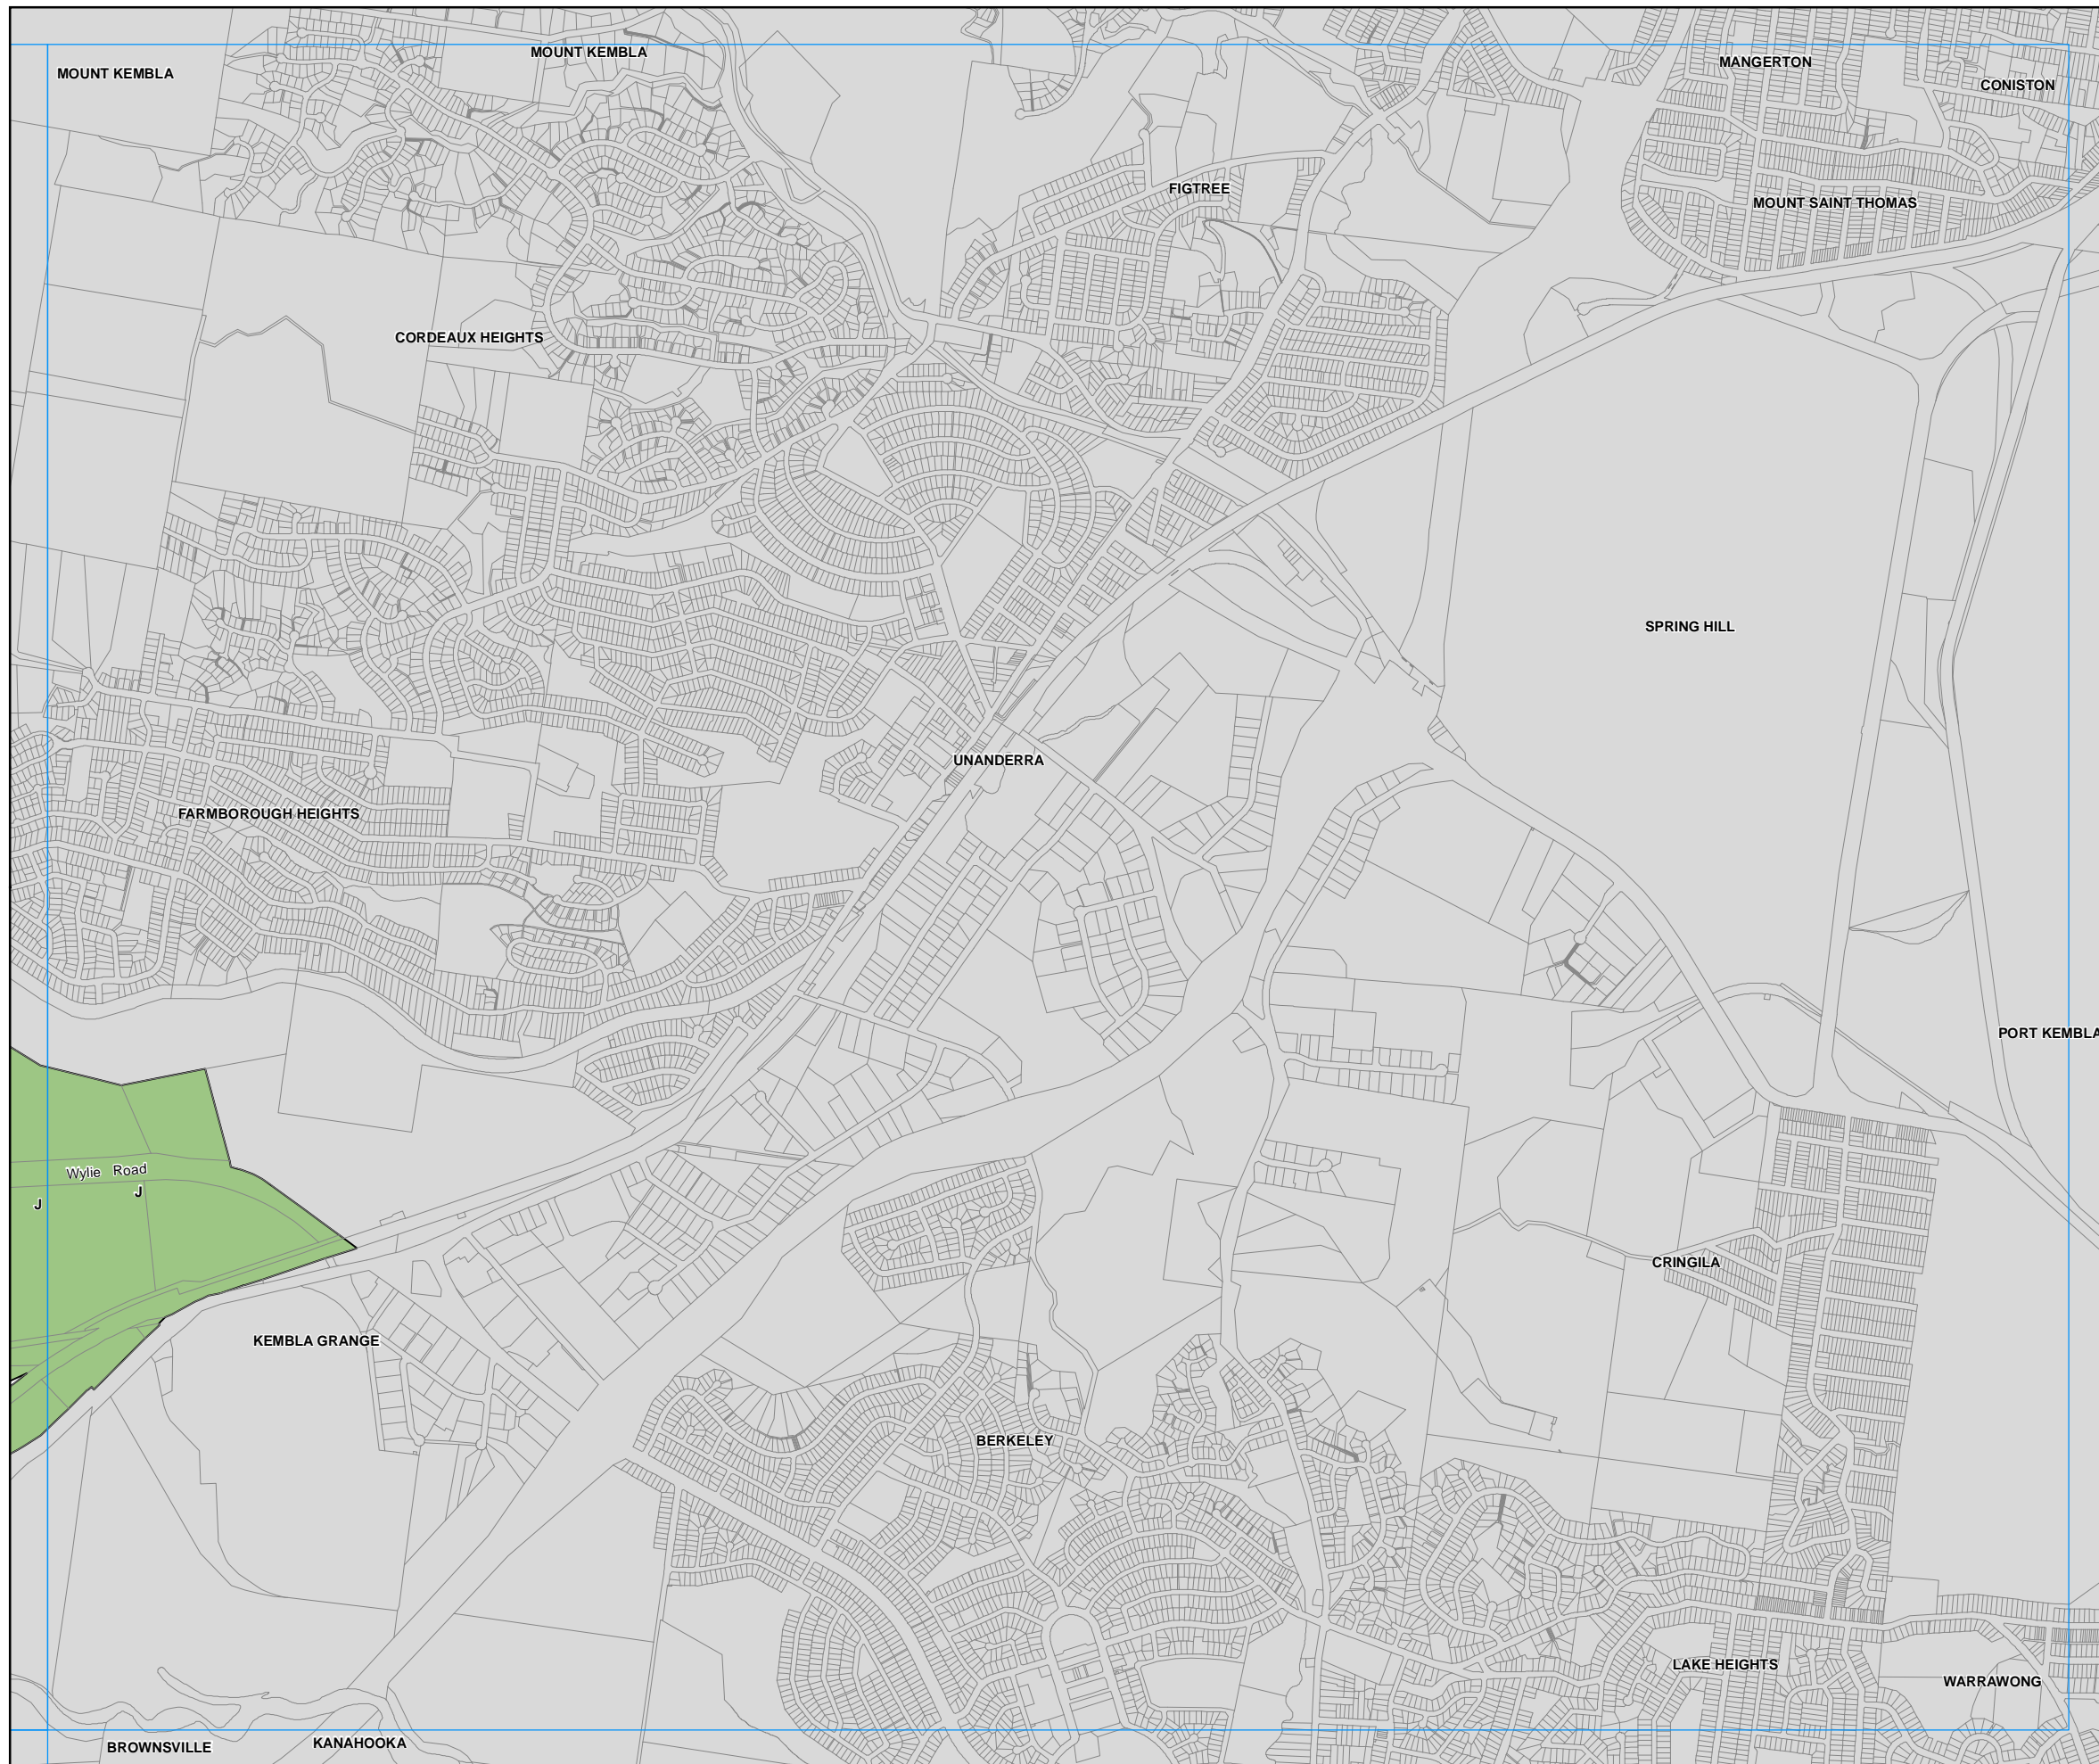 MOUNT KEMBLA
MOUNT KEMBLA
MANGERTON
CONISTON
FIGTREE
MOUNT SAINT THOMAS
CORDEAUX HEIGHTS
SPRING HILL
UNANDERRA
FARMBOROUGH HEIGHTS
PORT KEMBLA
Wylie Road
J
J
CRINGILA
KEMBLA GRANGE
BERKELEY
LAKE HEIGHTS
WARRAWONG
KANAHOOKA
BROWNSVILLE